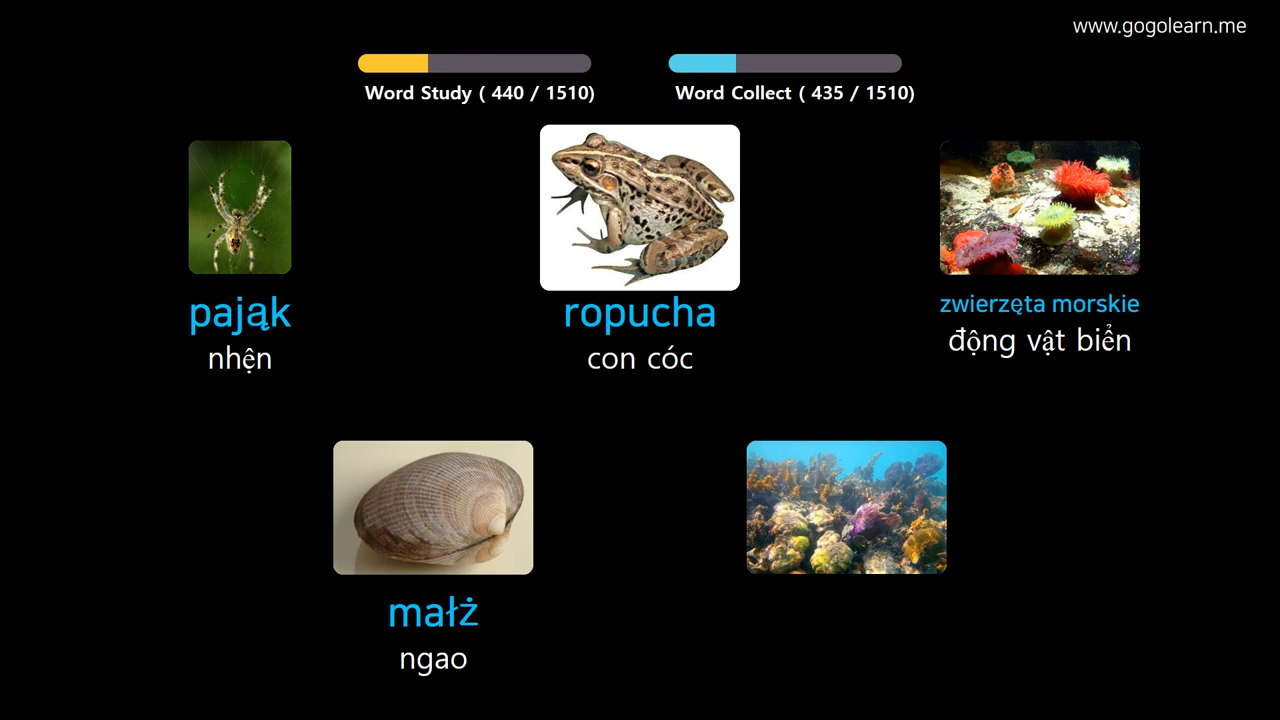 www.gogolearn.me
Word Study ( 440 / 1510)
Word Collect ( 435 / 1510)
pająk
nhện
ropucha
con cóc
zwierzęta morskie
động vật biển
małż
ngao